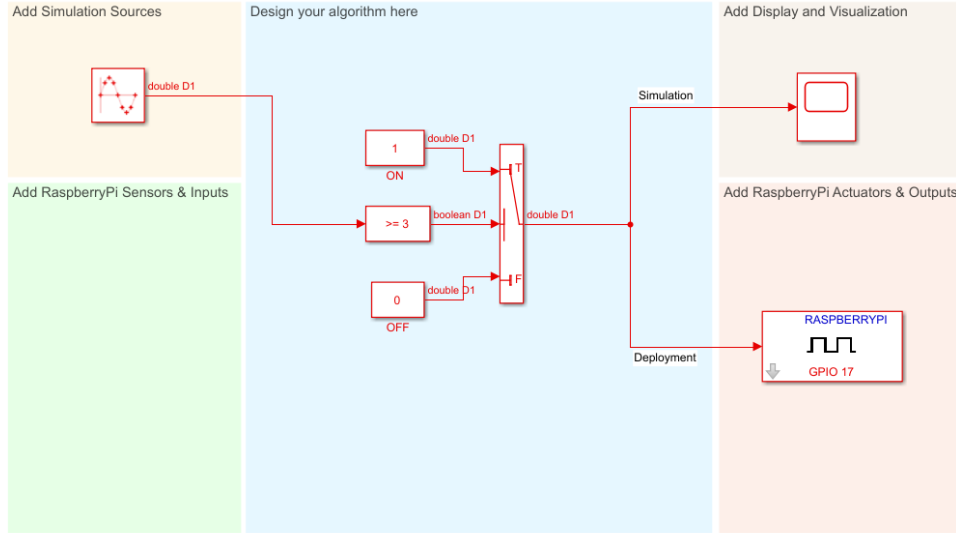 Add Simulation Sources
Design your algorithm here
Add Display and Visualization
double D1
Simulation
double D1
1
T
ON
Add RaspberryPi Sensors & Inputs
Add RaspberryPi Actuators & Outputs
>= 3
boolean D1
double D1
F
0
double D1
OFF
RASPBERRYPI
Deployment
GPIO 17